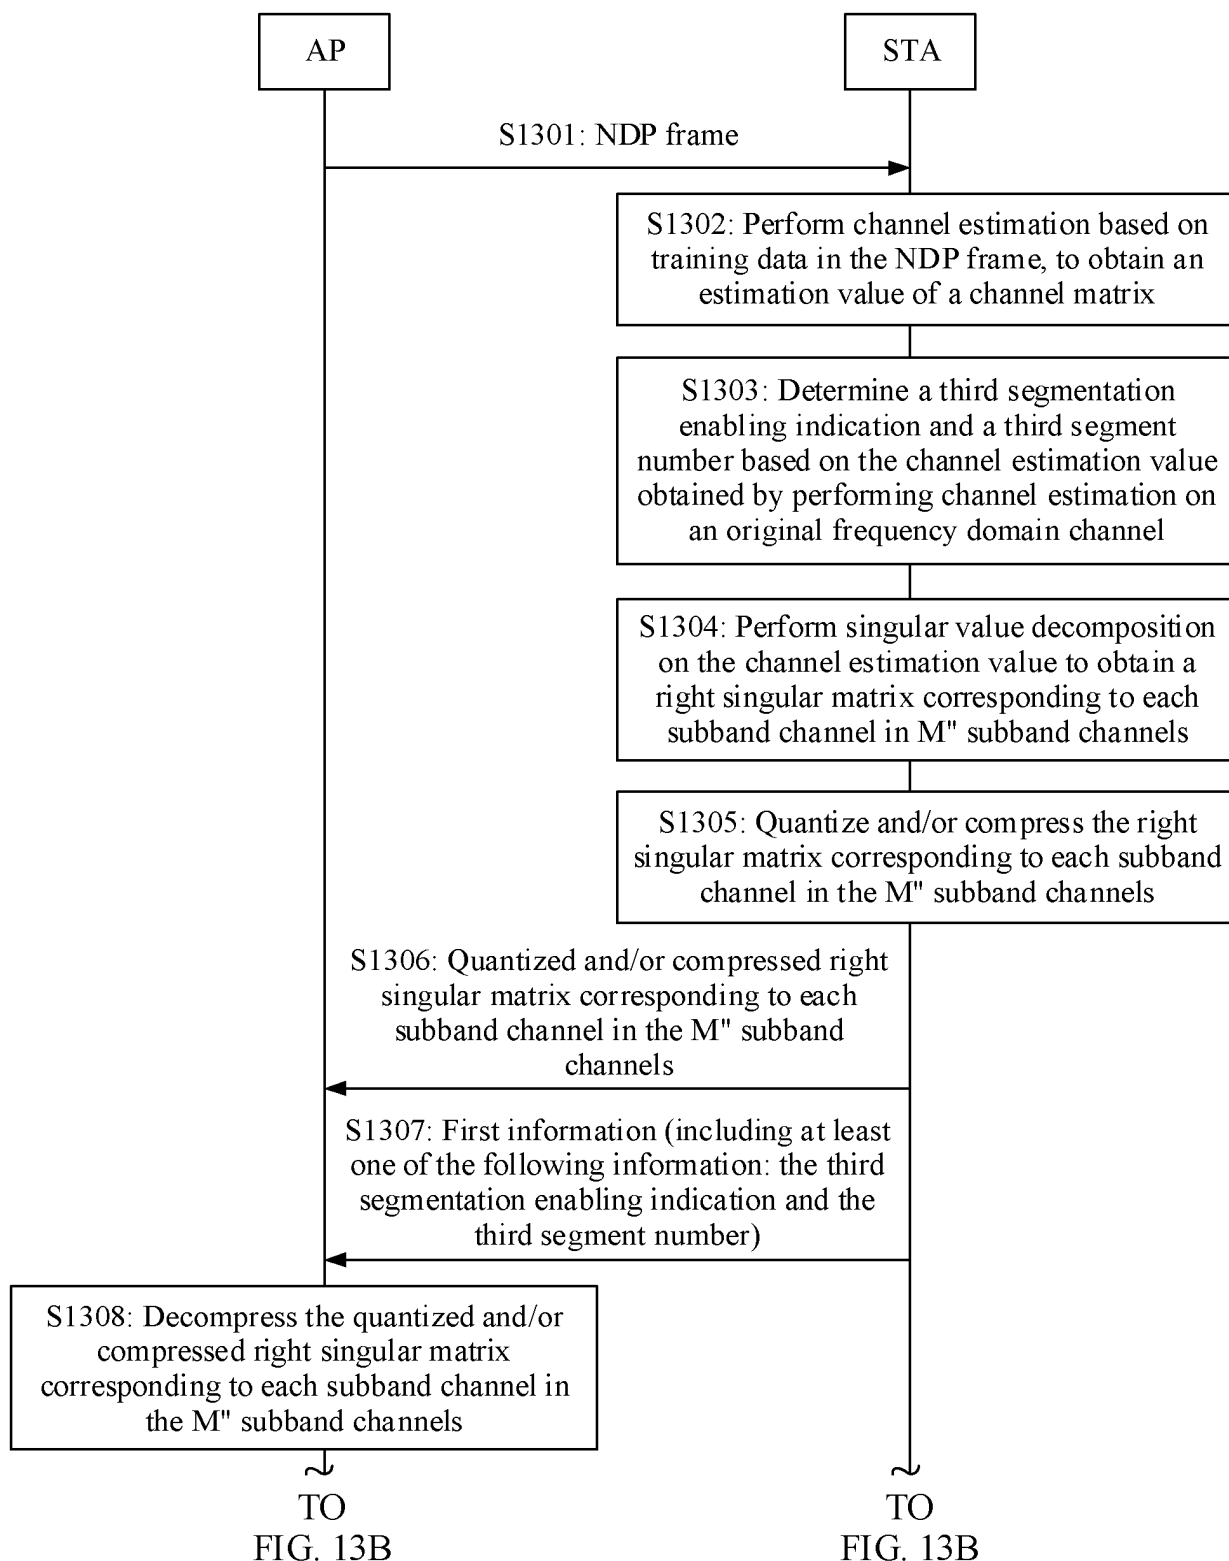 AP
STA
S1301: NDP frame
S1302: Perform channel estimation based on
training data in the NDP frame, to obtain an
estimation value of a channel matrix
S1303: Determine a third segmentation
enabling indication and a third segment
number based on the channel estimation value
obtained by performing channel estimation on
an original frequency domain channel
S1304: Perform singular value decomposition
on the channel estimation value to obtain a
right singular matrix corresponding to each
subband channel in M" subband channels
S1305: Quantize and/or compress the right
singular matrix corresponding to each subband
channel in the M" subband channels
S1306: Quantized and/or compressed right
singular matrix corresponding to each
subband channel in the M" subband
channels
S1307: First information (including at least
one of the following information: the third
segmentation enabling indication and the
third segment number)
S1308: Decompress the quantized and/or
compressed right singular matrix
corresponding to each subband channel in
the M" subband channels
TO
FIG. 13B
TO
FIG. 13B